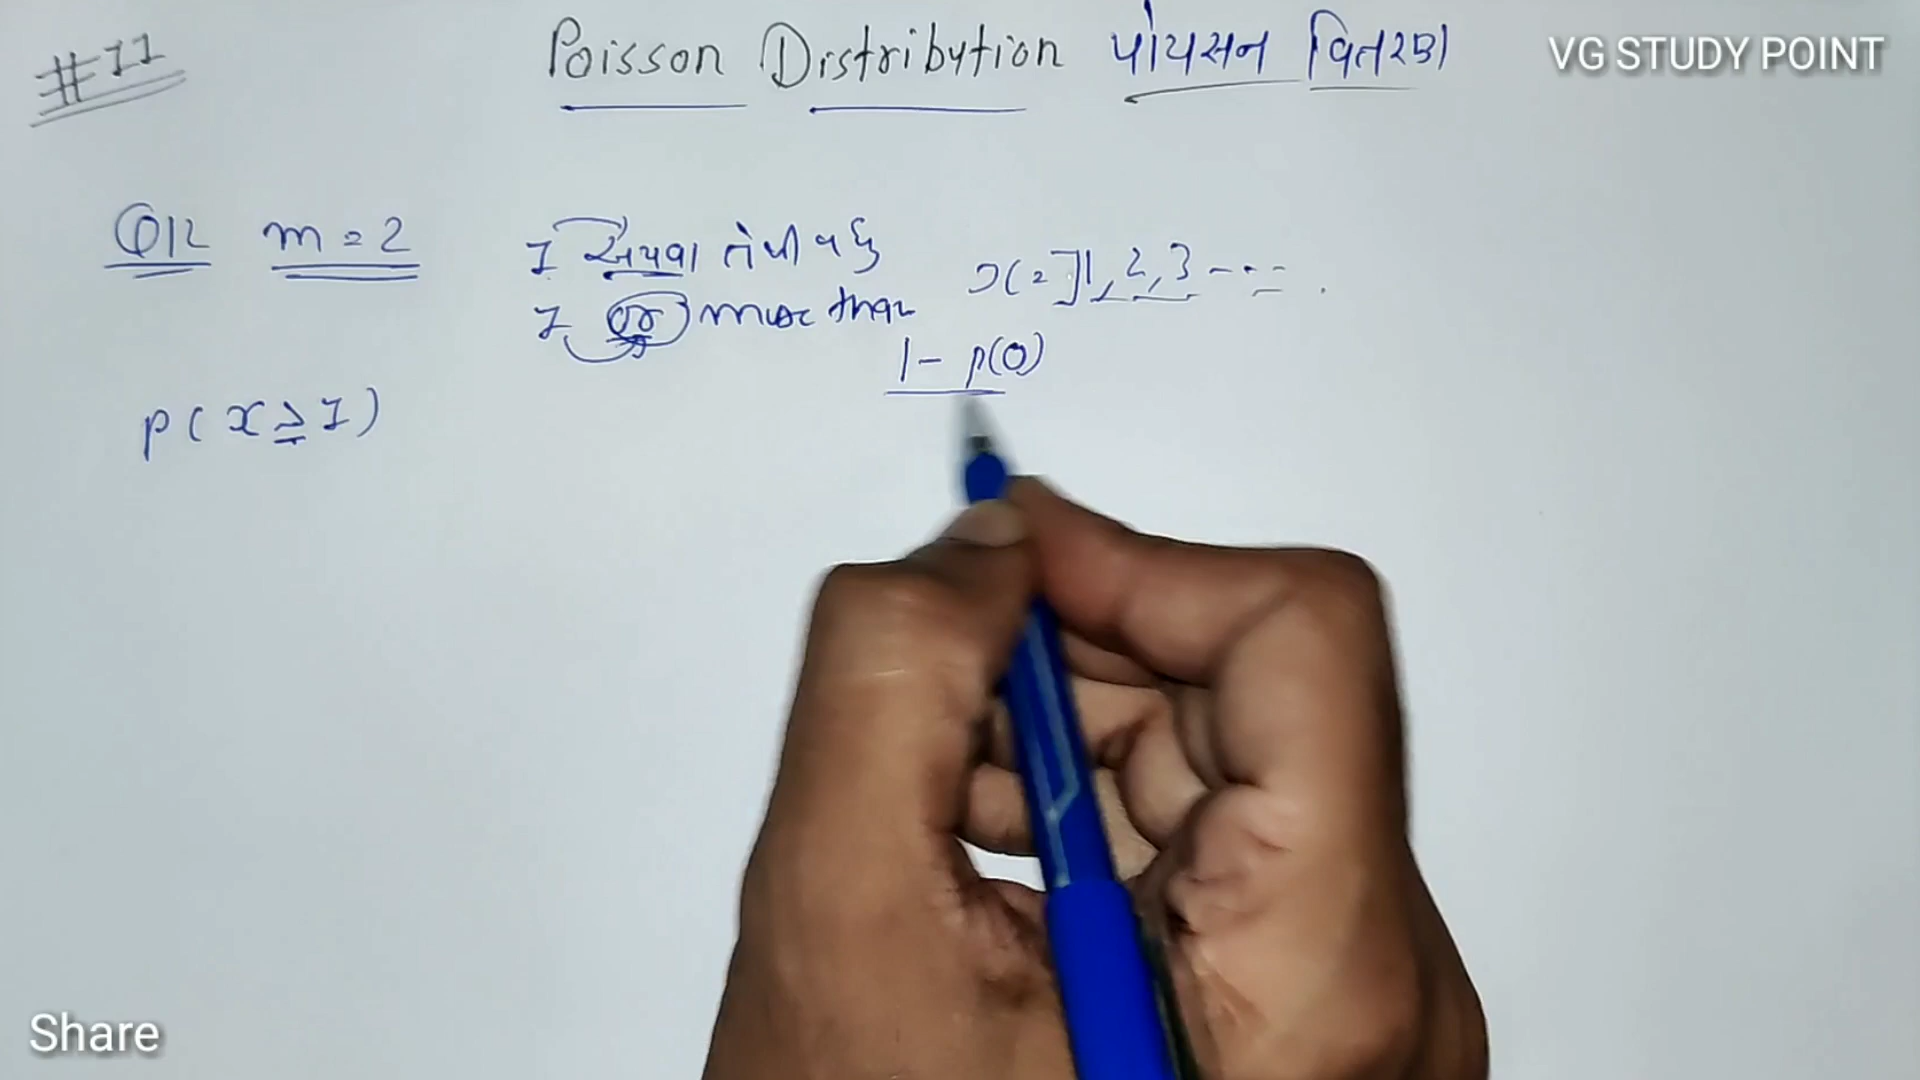 #11
Poisson Distribution પોયસન વિતરણ
VG STUDY POINT
Q12 m = 2
1 અથવા તેથી વધુ
1 or more than
x = 1, 2, 3 ---- .
1 - p(0)
p ( x ≥ 1 )
Share